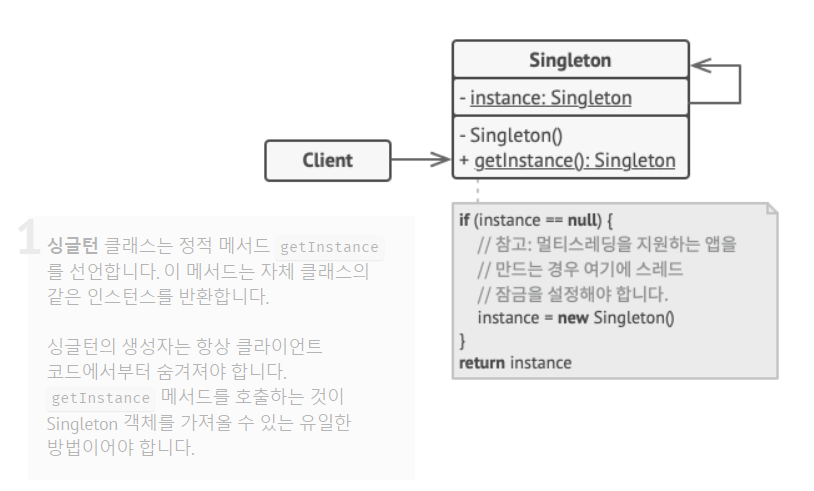 Singleton
- instance: Singleton
- Singleton()
+ getInstance(): Singleton
Client
if (instance == null) {
// 참고: 멀티스레딩을 지원하는 앱을
// 만드는 경우 여기에 스레드
// 잠금을 설정해야 합니다.
instance = new Singleton()
}
return instance
1
싱글턴 클래스는 정적 메서드 getInstance
를 선언합니다. 이 메서드는 자체 클래스의
같은 인스턴스를 반환합니다.
싱글턴의 생성자는 항상 클라이언트
코드에서부터 숨겨져야 합니다.
getInstance 메서드를 호출하는 것이
Singleton 객체를 가져올 수 있는 유일한
방법이어야 합니다.